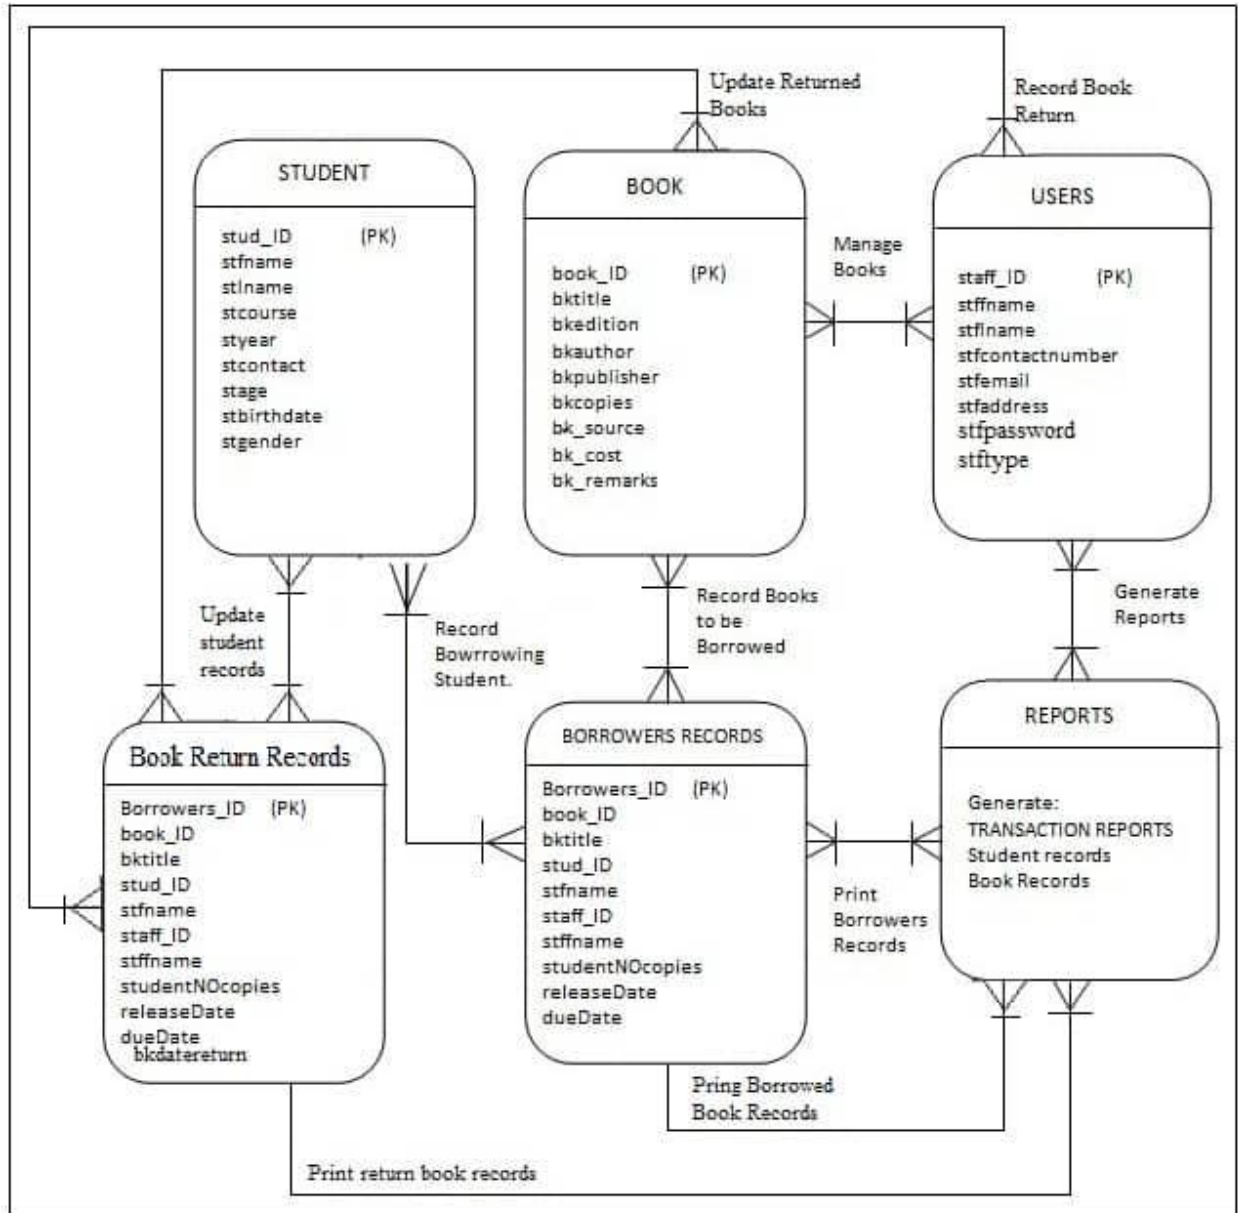 Update Returned
Books
Record Book
Return
STUDENT
stud_ID (PK)
stfname
stlname
stcourse
styear
stcontact
stage
stbirthdate
stgender
BOOK
book_ID (PK)
bktitle
bkedition
bkauthor
bkpublisher
bkcopies
bk_source
bk_cost
bk_remarks
Manage
Books
USERS
staff_ID (PK)
stffname
stflname
stfcontactnumber
stfemail
stfaddress
stfpassword
stftype
Update
student
records
Record
Bowrrowing
Student.
Record Books
to be
Borrowed
Generate
Reports
Book Return Records
Borrowers_ID (PK)
book_ID
bktitle
stud_ID
stfname
staff_ID
stffname
studentNOcopies
releaseDate
dueDate
bkdatereturn
BORROWERS RECORDS
Borrowers_ID (PK)
book_ID
bktitle
stud_ID
stfname
staff_ID
stffname
studentNOcopies
releaseDate
dueDate
Print
Borrowers
Records
REPORTS
Generate:
TRANSACTION REPORTS
Student records
Book Records
Pring Borrowed
Book Records
Print return book records